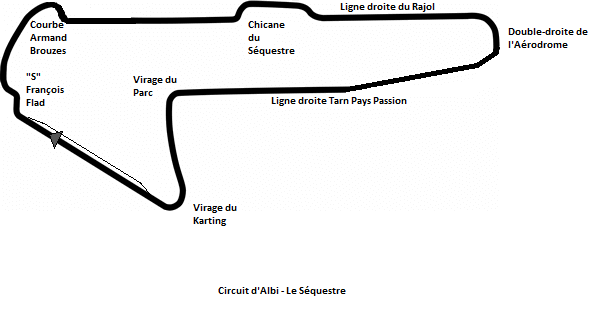 Ligne droite du Rajol
Courbe
Armand
Brouzes
Chicane
du
Séquestre
Double-droite de
l'Aérodrome
"S"
François
Flad
Virage du
Parc
Ligne droite Tarn Pays Passion
Virage du
Karting
Circuit d'Albi - Le Séquestre